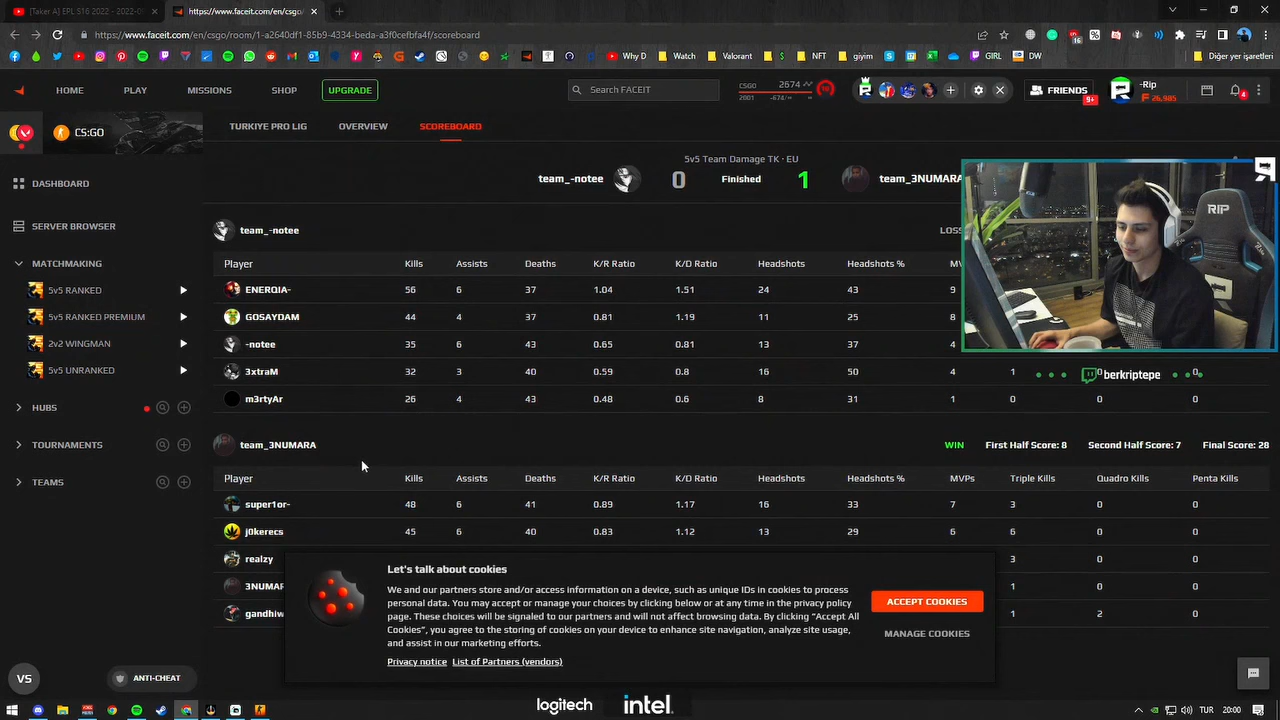 [Taker A] EPL S16 2022 - 2022-0
https://www.faceit.com/en/csgo/
https://www.faceit.com/en/csgo/room/1-a2640df1-85b9-4334-beda-a3f0cefbfa4f/scoreboard
Why D
Watch
Valorant
NFT
giyim
GIRL
DW
Diğer yer işaretleri
HOME
PLAY
MISSIONS
SHOP
UPGRADE
Search FACEIT
CSGO
2674
2001
-674/∞
FRIENDS
9+
-Rip
26,985
4
CS:GO
TURKIYE PRO LIG
OVERVIEW
SCOREBOARD
DASHBOARD
SERVER BROWSER
MATCHMAKING
5v5 RANKED
5v5 RANKED PREMIUM
2v2 WINGMAN
5v5 UNRANKED
HUBS
TOURNAMENTS
TEAMS
VS
ANTI-CHEAT
5v5 Team Damage TK · EU
team_-notee 0 Finished 1 team_3NUMARA
team_-notee LOSS
Player Kills Assists Deaths K/R Ratio K/D Ratio Headshots Headshots % MV
ENERQIA- 56 6 37 1.04 1.51 24 43 9
GOSAYDAM 44 4 37 0.81 1.19 11 25 8
-notee 35 6 43 0.65 0.81 13 37 4
3xtraM 32 3 40 0.59 0.8 16 50 4 1 0 0
m3rtyAr 26 4 43 0.48 0.6 8 31 1 0 0 0
RIP
berkriptepe
team_3NUMARA WIN First Half Score: 8 Second Half Score: 7 Final Score: 28
Player Kills Assists Deaths K/R Ratio K/D Ratio Headshots Headshots % MVPs Triple Kills Quadro Kills Penta Kills
super1or- 48 6 41 0.89 1.17 16 33 7 3 0 0
j0kerecs 45 6 40 0.83 1.12 13 29 6 6 0 0
realzy 3 0 0
3NUMAR 1 0 0
gandhiw 1 2 0
Let's talk about cookies
We and our partners store and/or access information on a device, such as unique IDs in cookies to process
personal data. You may accept or manage your choices by clicking below or at any time in the privacy policy
page. These choices will be signaled to our partners and will not affect browsing data. By clicking "Accept All
Cookies", you agree to the storing of cookies on your device to enhance site navigation, analyze site usage,
and assist in our marketing efforts.
Privacy notice List of Partners (vendors)
ACCEPT COOKIES
MANAGE COOKIES
logitech
intel.
TUR
20:00